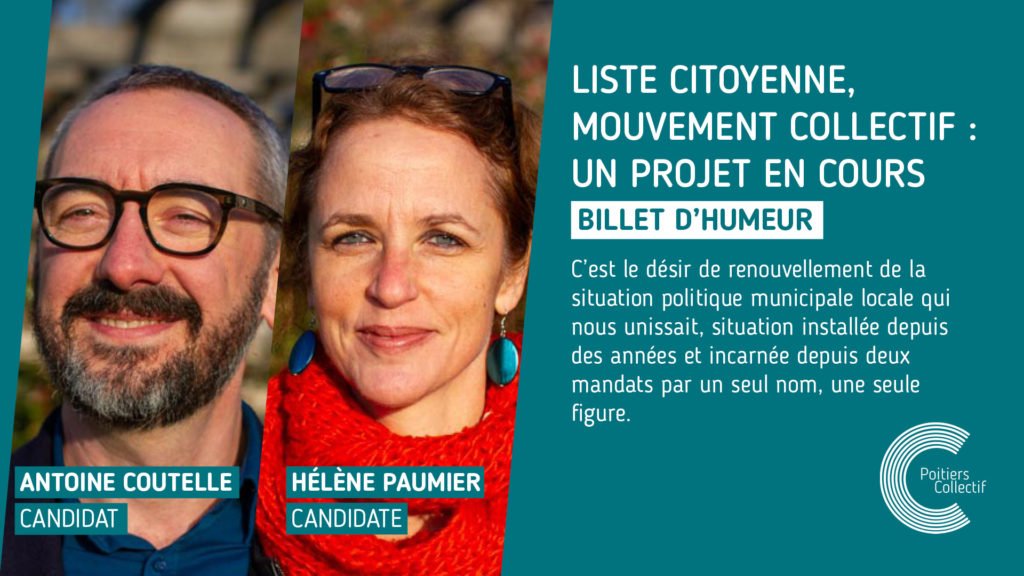 LISTE CITOYENNE,
MOUVEMENT COLLECTIF :
UN PROJET EN COURS
BILLET D'HUMEUR
C'est le désir de renouvellement de la
situation politique municipale locale qui
nous unissait, situation installée depuis
des années et incarnée depuis deux
mandats par un seul nom, une seule
figure.
ANTOINE COUTELLE
CANDIDAT
HÉLÈNE PAUMIER
CANDIDATE
Poitiers
Collectif